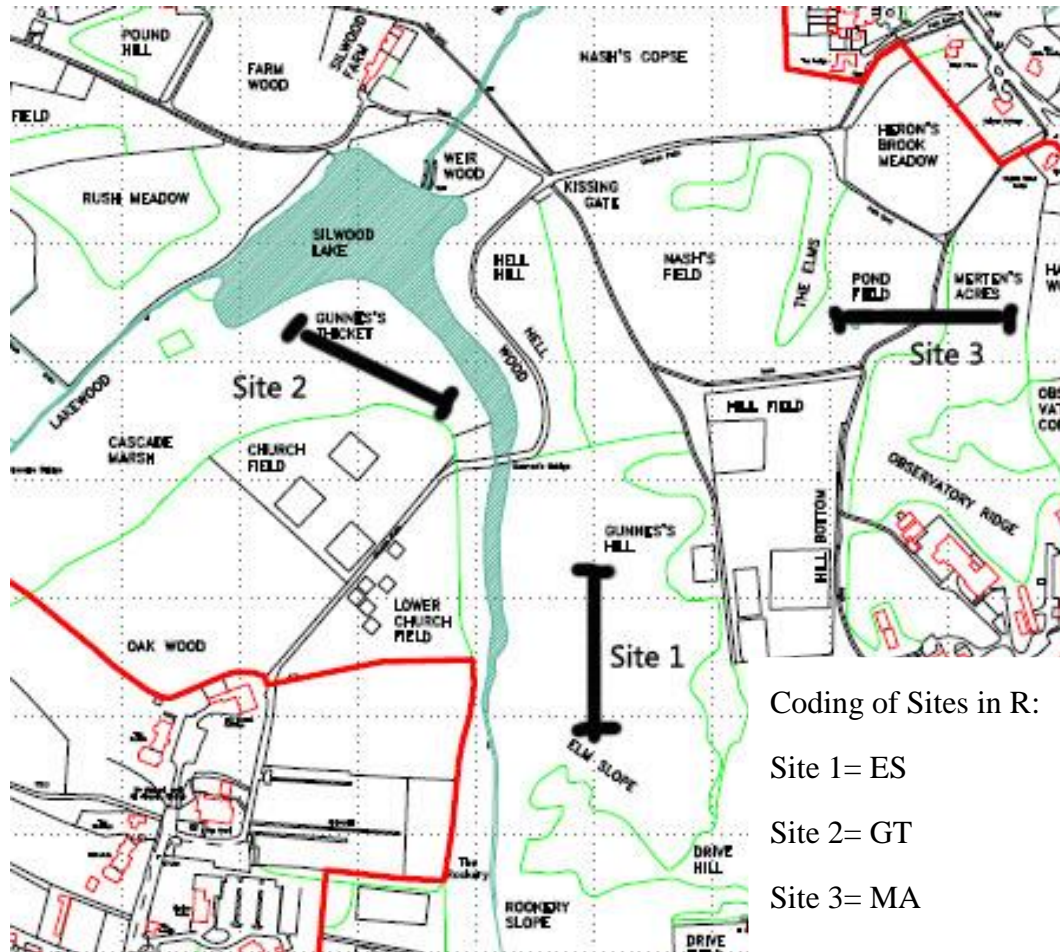 POUND
HILL
SILWOOD
FARM
FARM
WOOD
NASH'S COPSE
FIELD
HERON'S
BROOK
MEADOW
WEIR
WOOD
KISSING
GATE
RUSH MEADOW
SILWOOD
LAKE
HELL
HILL
NASH'S
FIELD
THE ELMS
POND
FIELD
MERTEN'S
ACRES
GUNNES'S
THICKET
HELL
WOOD
Site 3
Site 2
LAKEWOOD
HILL FIELD
CASCADE
MARSH
CHURCH
FIELD
OBSERVATORY RIDGE
GUNNES'S
HILL
HILL BOTTOM
LOWER
CHURCH
FIELD
OAK WOOD
Site 1
Coding of Sites in R:
Site 1= ES
ELM SLOPE
Site 2= GT
DRIVE
HILL
The
Rookery
Site 3= MA
ROOKERY
SLOPE
DRIVE